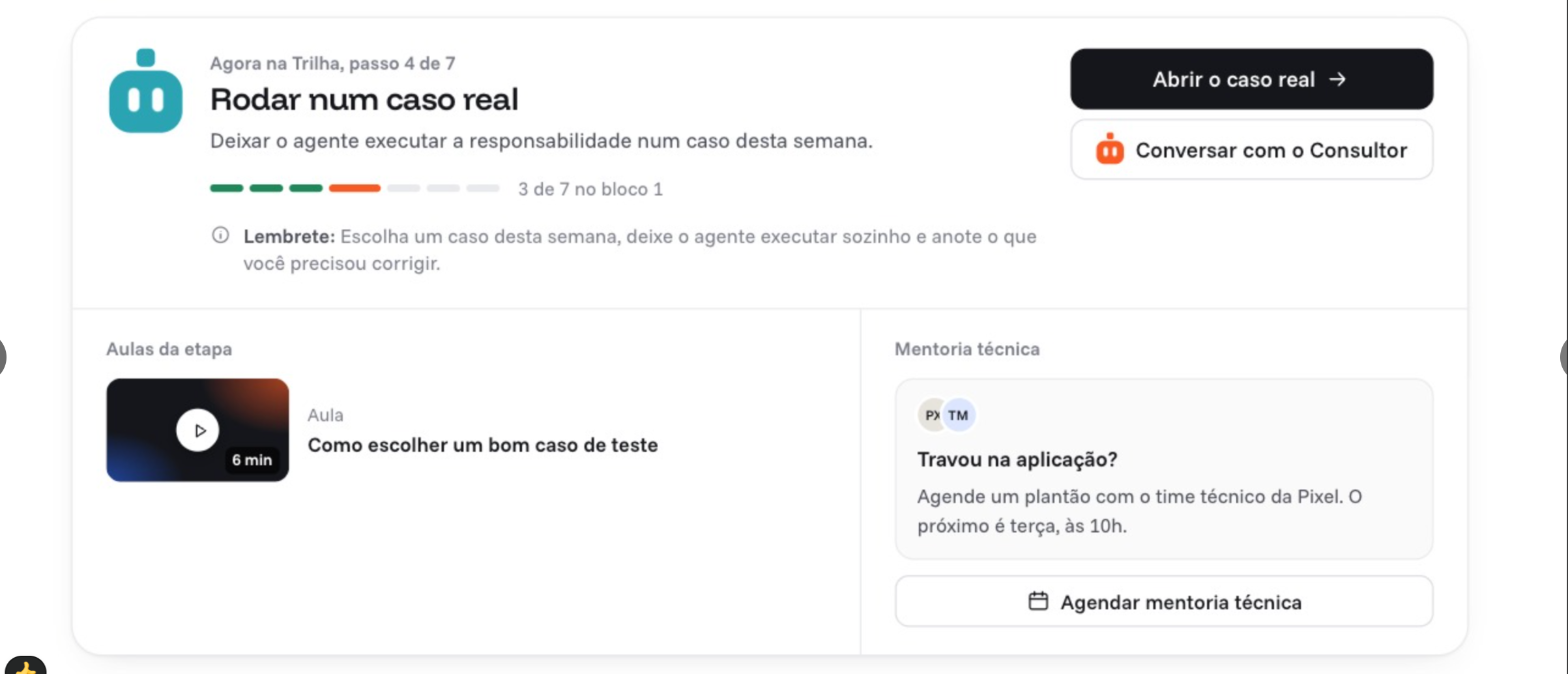 Agora na Trilha, passo 4 de 7
Rodar num caso real
Deixar o agente executar a responsabilidade num caso desta semana.
3 de 7 no bloco 1
Lembrete: Escolha um caso desta semana, deixe o agente executar sozinho e anote o que
você precisou corrigir.
Abrir o caso real →
Conversar com o Consultor
Aulas da etapa
6 min
Aula
Como escolher um bom caso de teste
Mentoria técnica
PX TM
Travou na aplicação?
Agende um plantão com o time técnico da Pixel. O
próximo é terça, às 10h.
Agendar mentoria técnica